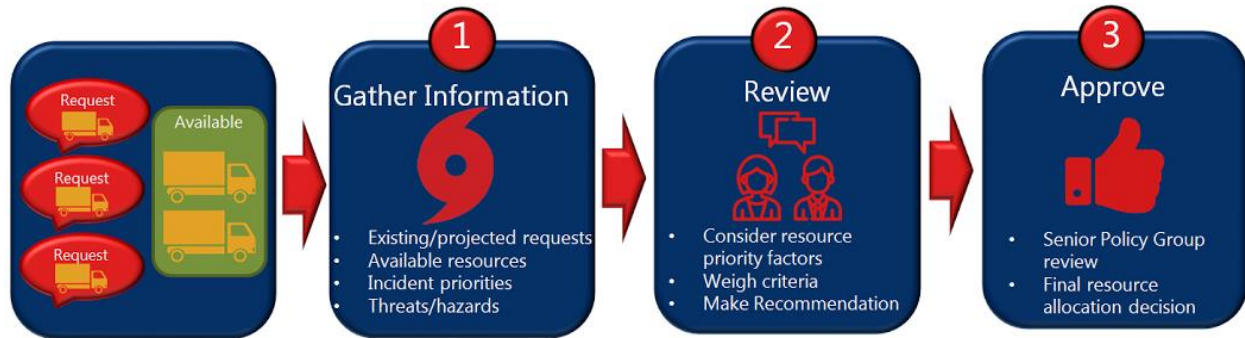 Request
Request
Request
Available
1
Gather Information
• Existing/projected requests
• Available resources
• Incident priorities
• Threats/hazards
2
Review
• Consider resource
priority factors
• Weigh criteria
• Make Recommendation
3
Approve
• Senior Policy Group
review
• Final resource
allocation decision